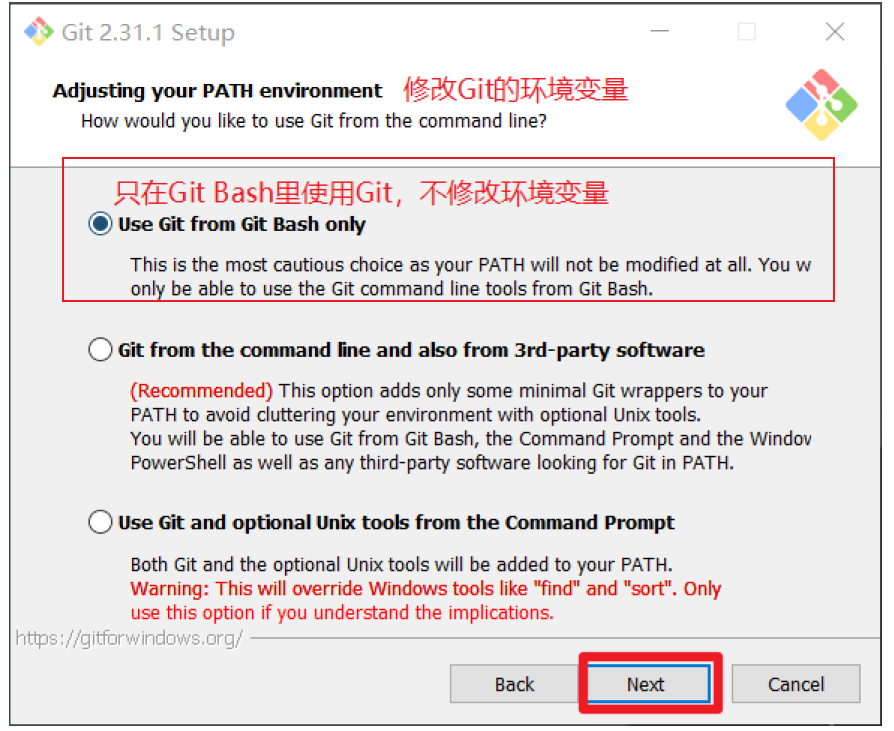 Git 2.31.1 Setup
Adjusting your PATH environment 修改Git的环境变量
How would you like to use Git from the command line?
只在Git Bash里使用Git，不修改环境变量
Use Git from Git Bash only
This is the most cautious choice as your PATH will not be modified at all. You w
only be able to use the Git command line tools from Git Bash.
Git from the command line and also from 3rd-party software
(Recommended) This option adds only some minimal Git wrappers to your
PATH to avoid cluttering your environment with optional Unix tools.
You will be able to use Git from Git Bash, the Command Prompt and the Window
PowerShell as well as any third-party software looking for Git in PATH.
Use Git and optional Unix tools from the Command Prompt
Both Git and the optional Unix tools will be added to your PATH.
Warning: This will override Windows tools like "find" and "sort". Only
use this option if you understand the implications.
https://gitforwindows.org/
Back Next Cancel